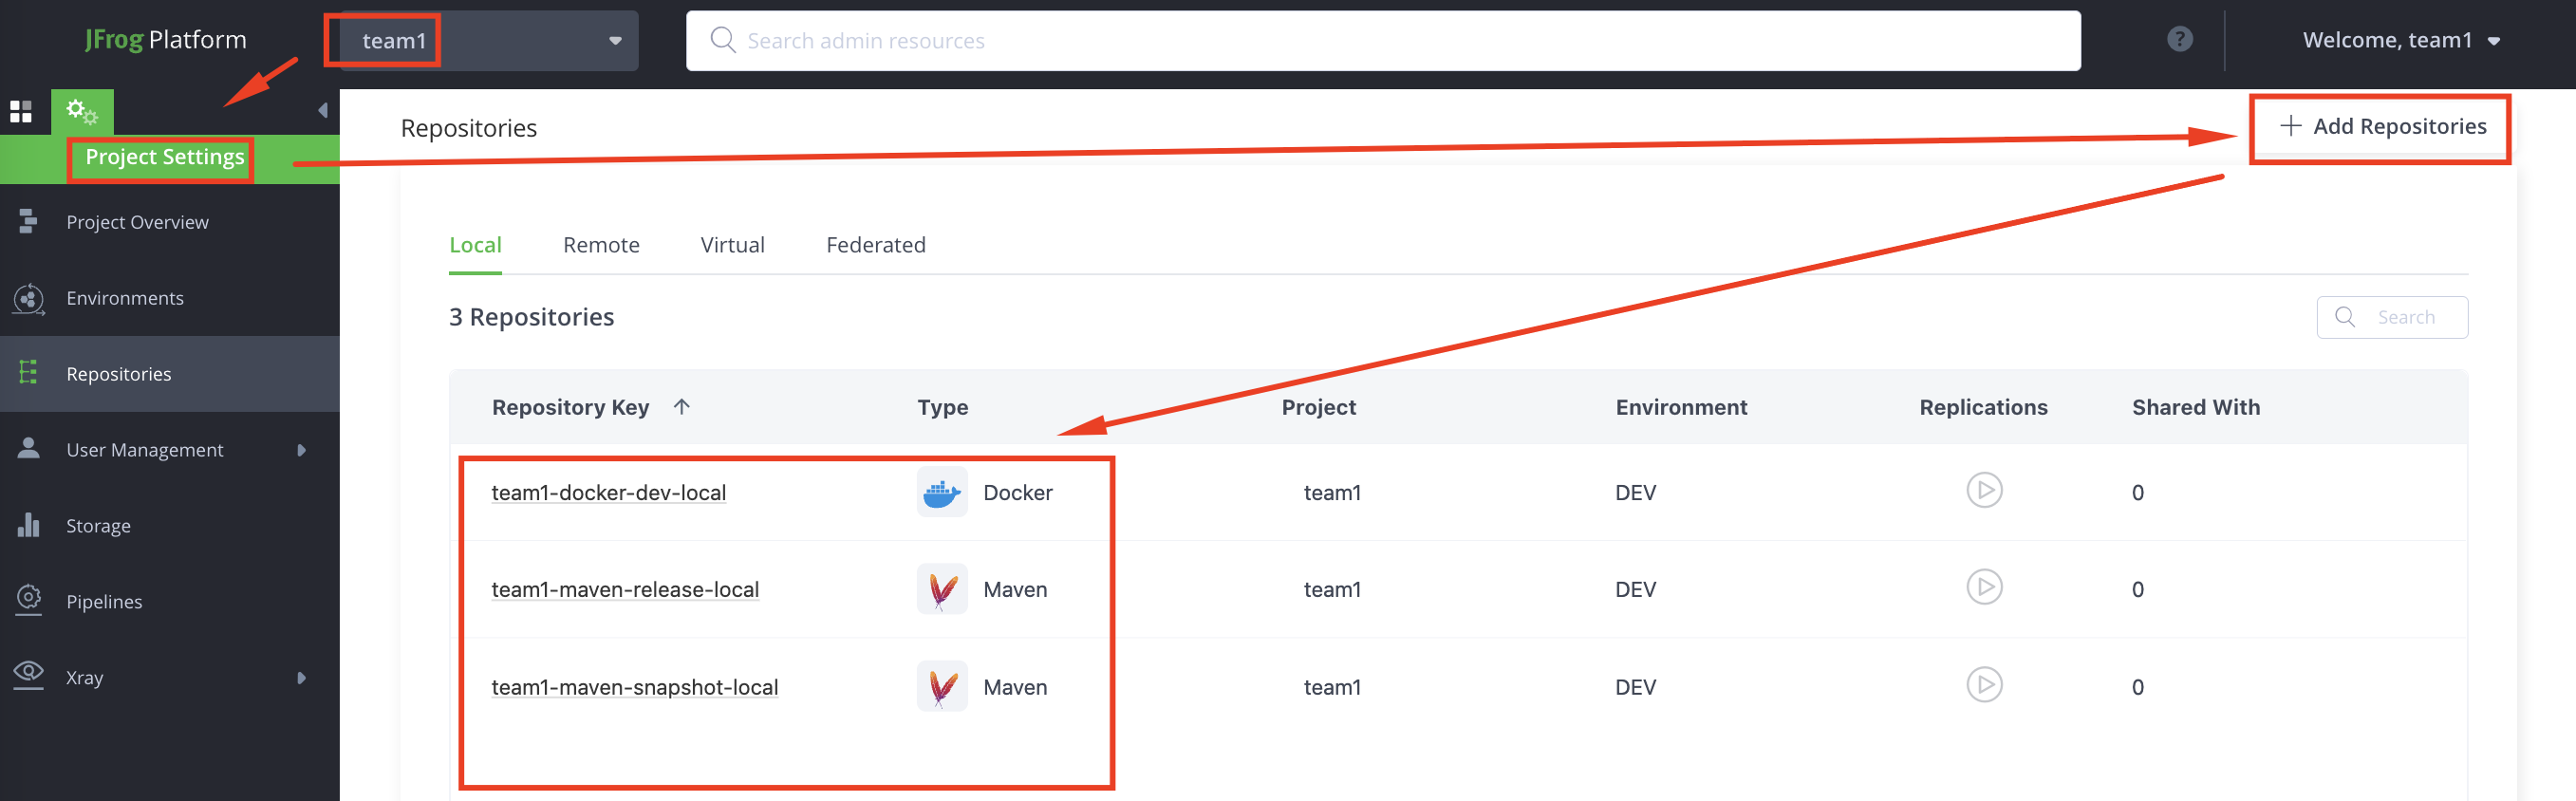 JFrog Platform
team1
Search admin resources
?
Welcome, team1
Project Settings
Project Overview
Environments
Repositories
User Management
Storage
Pipelines
Xray
Repositories
Add Repositories
Local Remote Virtual Federated
3 Repositories
Search
Repository Key Type Project Environment Replications Shared With
team1-docker-dev-local Docker team1 DEV 0
team1-maven-release-local Maven team1 DEV 0
team1-maven-snapshot-local Maven team1 DEV 0